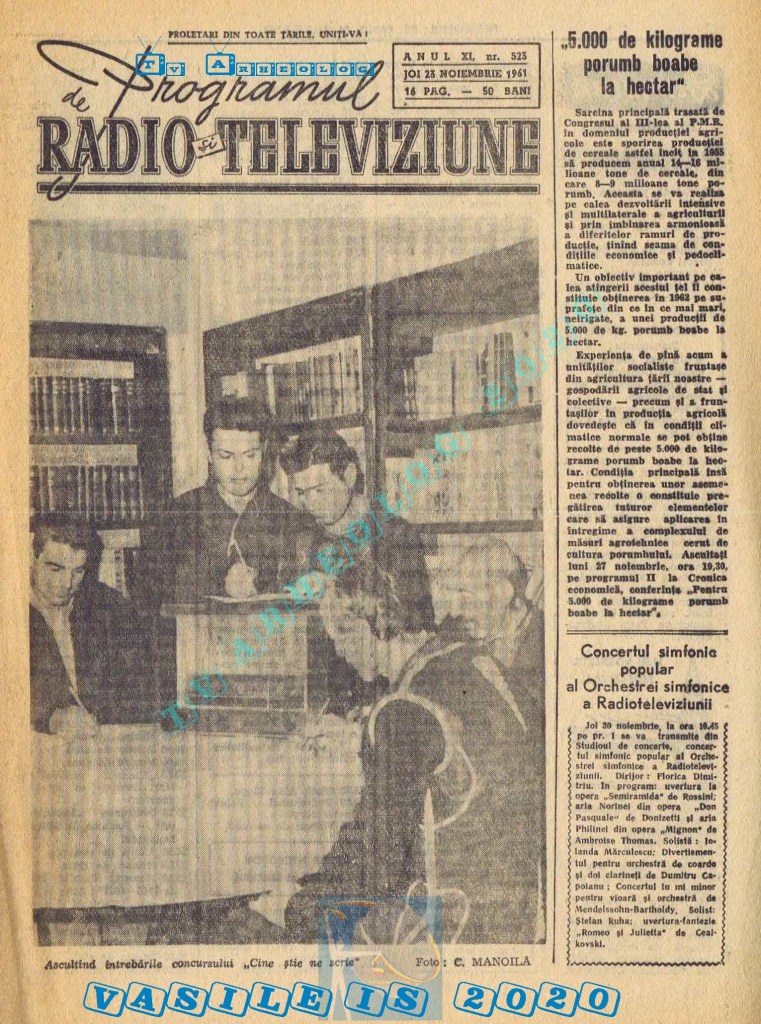 PROLETARI DIN TOATE ȚĂRILE, UNIȚI-VĂ!
Tv Arheolog
Programul
de
RADIO și TELEVIZIUNE
ANUL XI, nr. 525
JOI 23 NOIEMBRIE 1961
16 PAG. — 50 BANI
„5.000 de kilograme
porumb boabe
la hectar"
Sarcina principală trasată de
Congresul al III-lea al P.M.R.
în domeniul producției agri-
cole este sporirea producției
de cereale astfel încît în 1965
să producem anual 14—16 mi-
lioane tone de cereale, din
care 8—9 milioane tone po-
rumb. Aceasta se va realiza
pe calea dezvoltării intensive
și multilaterale a agriculturii
și prin îmbinarea armonioasă
a diferitelor ramuri de pro-
ducție, ținînd seama de con-
dițiile economice și pedocli-
matice.
Un obiectiv important pe ca-
lea atingerii acestui țel îl con-
stituie obținerea în 1962 pe su-
prafețe din ce în ce mai mari,
neirigate, a unei producții de
5.000 de kg. porumb boabe la
hectar.
Experiența de pînă acum a
unităților socialiste fruntașe
din agricultura țării noastre —
gospodării agricole de stat și
colective — precum și a frun-
tașilor în producția agricolă
dovedește că în condiții cli-
matice normale se pot obține
recolte de peste 5.000 de kilo-
grame porumb boabe la hec-
tar. Condiția principală însă
pentru obținerea unor aseme-
nea recolte o constituie pre-
gătirea tuturor elementelor
care să asigure aplicarea în
întregime a complexului de
măsuri agrotehnice cerut de
cultura porumbului. Ascultați
luni 27 noiembrie, ora 19,30,
pe programul II la Cronica
economică, conferința „Pentru
5.000 de kilograme porumb
boabe la hectar".
Concertul simfonic
popular
al Orchestrei simfonice
a Radioteleviziunii
Joi 30 noiembrie, la ora 19.45
pe pr. I se va transmite din
Studioul de concerte, concer-
tul simfonic popular al Orche-
strei simfonice a Radiotelevi-
ziunii. Dirijor: Florica Dimi-
triu. În program: uvertura la
opera „Semiramida" de Rossini;
aria Norinei din opera „Don
Pasquale" de Donizetti și aria
Philinei din opera „Mignon" de
Ambroise Thomas. Solistă: Io-
landa Mărculescu; Divertismen-
tul pentru orchestră de coarde
și doi clarineți de Dumitru Ca-
poianu; Concertul în mi minor
pentru vioară și orchestră de
Mendelssohn-Bartholdy, Solist:
Ștefan Ruha; uvertura-fantezie
„Romeo și Julietta" de Ceai-
kovski.
TV ARHEOLOG 2020
Ascultînd întrebările concursului „Cine știe ne scrie" Foto: C. MANOILĂ
VASILE IS 2020